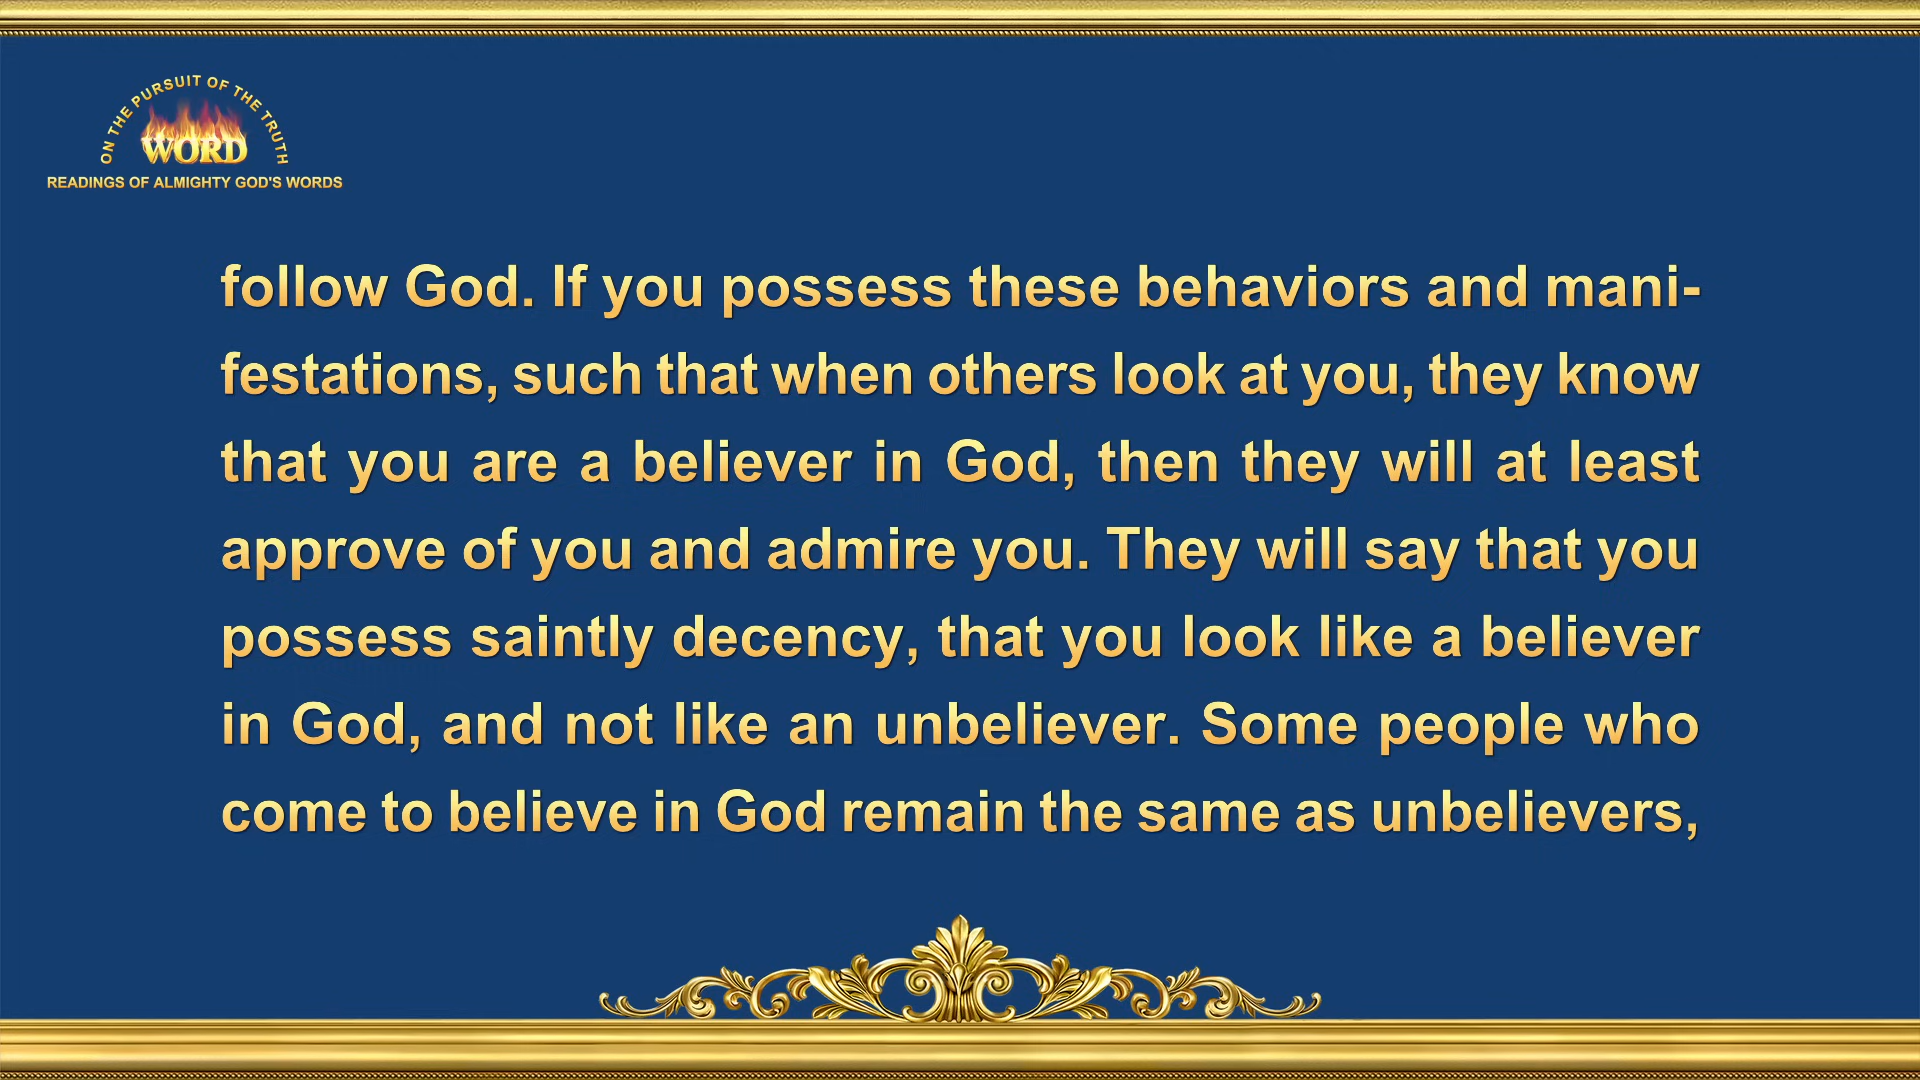 ON THE PURSUIT OF THE TRUTH
WORD
READINGS OF ALMIGHTY GOD'S WORDS
follow God. If you possess these behaviors and mani-
festations, such that when others look at you, they know
that you are a believer in God, then they will at least
approve of you and admire you. They will say that you
possess saintly decency, that you look like a believer
in God, and not like an unbeliever. Some people who
come to believe in God remain the same as unbelievers,